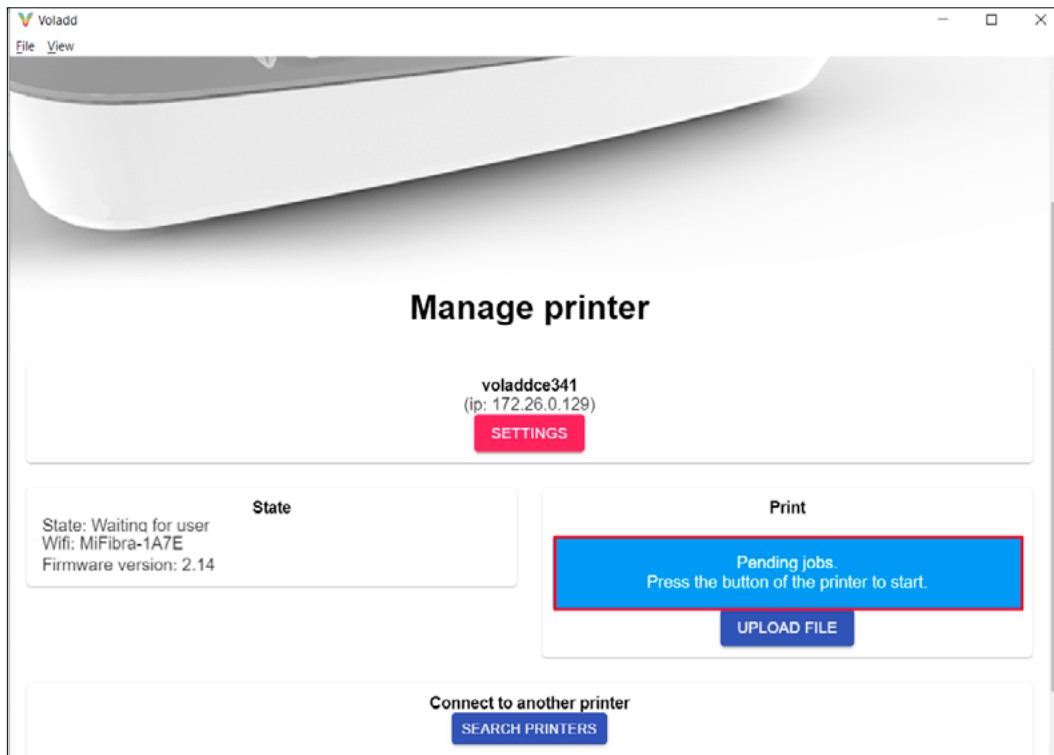 Voladd
File View
Manage printer
voladdce341
(ip: 172.26.0.129)
SETTINGS
State
State: Waiting for user
Wifi: MiFibra-1A7E
Firmware version: 2.14
Print
Pending jobs.
Press the button of the printer to start.
UPLOAD FILE
Connect to another printer
SEARCH PRINTERS